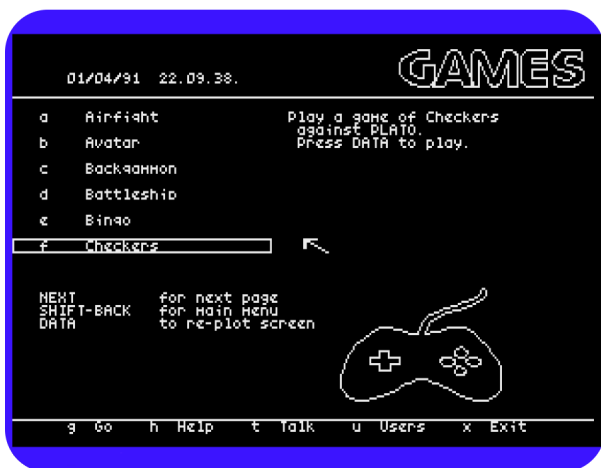 GAMES
01/04/91 22.09.38.
a Airfight
b Avatar
c Backgammon
d Battleship
e Bingo
f Checkers
Play a game of Checkers
against PLATO.
Press DATA to play.
NEXT for next page
SHIFT-BACK for main menu
DATA to re-plot screen
g Go h Help t Talk u Users x Exit